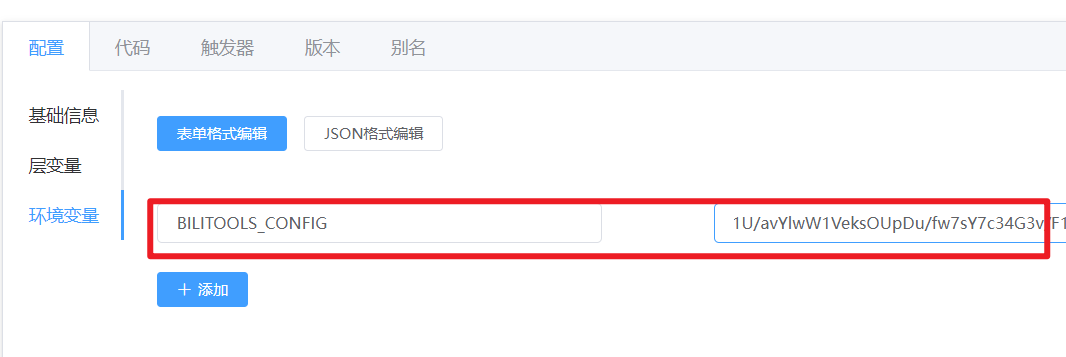 配置 代码 触发器 版本 别名
基础信息
层变量
环境变量
表单格式编辑 JSON格式编辑
BILITOOLS_CONFIG 1U/avYlwW1VeksOUpDu/fw7sY7c34G3v/F1
+ 添加